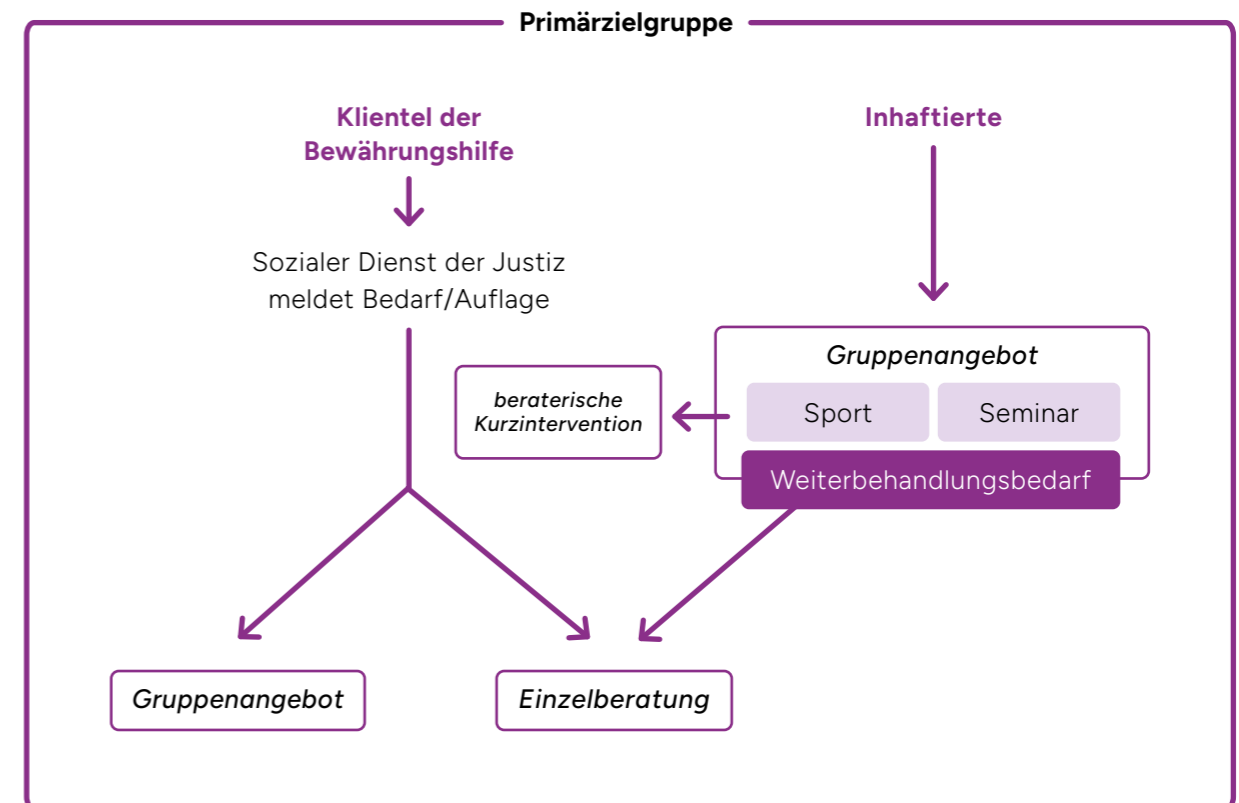 Primärzielgruppe
Klientel der
Bewährungshilfe
Inhaftierte
Sozialer Dienst der Justiz
meldet Bedarf/Auflage
Gruppenangebot
beraterische
Kurzintervention
Sport
Seminar
Weiterbehandlungsbedarf
Gruppenangebot
Einzelberatung